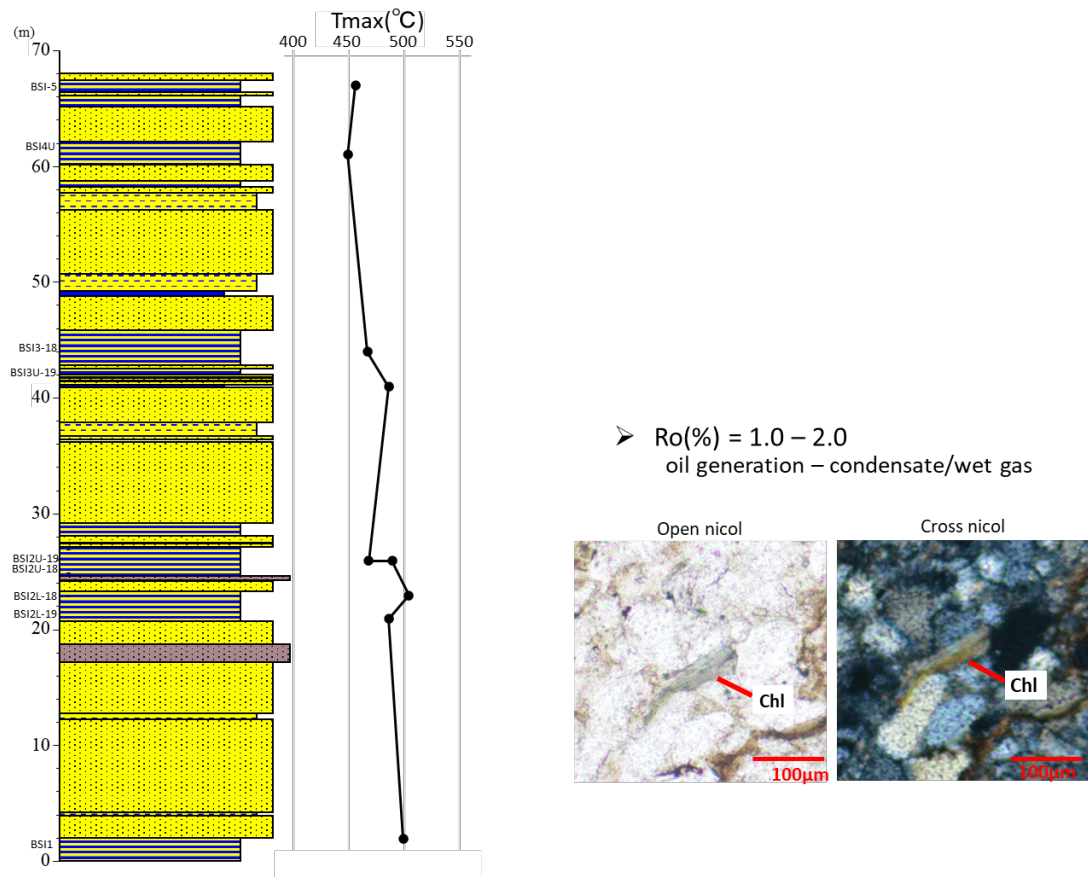 Tmax(°C)
(m)
400 450 500 550
70
BSI-5
BSI4U
60
50
BSI3-18
BSI3U-19
40
30
BSI2U-19
BSI2U-18
BSI2L-18
BSI2L-19
20
10
BSI1
0
➢ Ro(%) = 1.0 – 2.0
oil generation – condensate/wet gas
Open nicol
Cross nicol
Chl
Chl
100μm
100μm